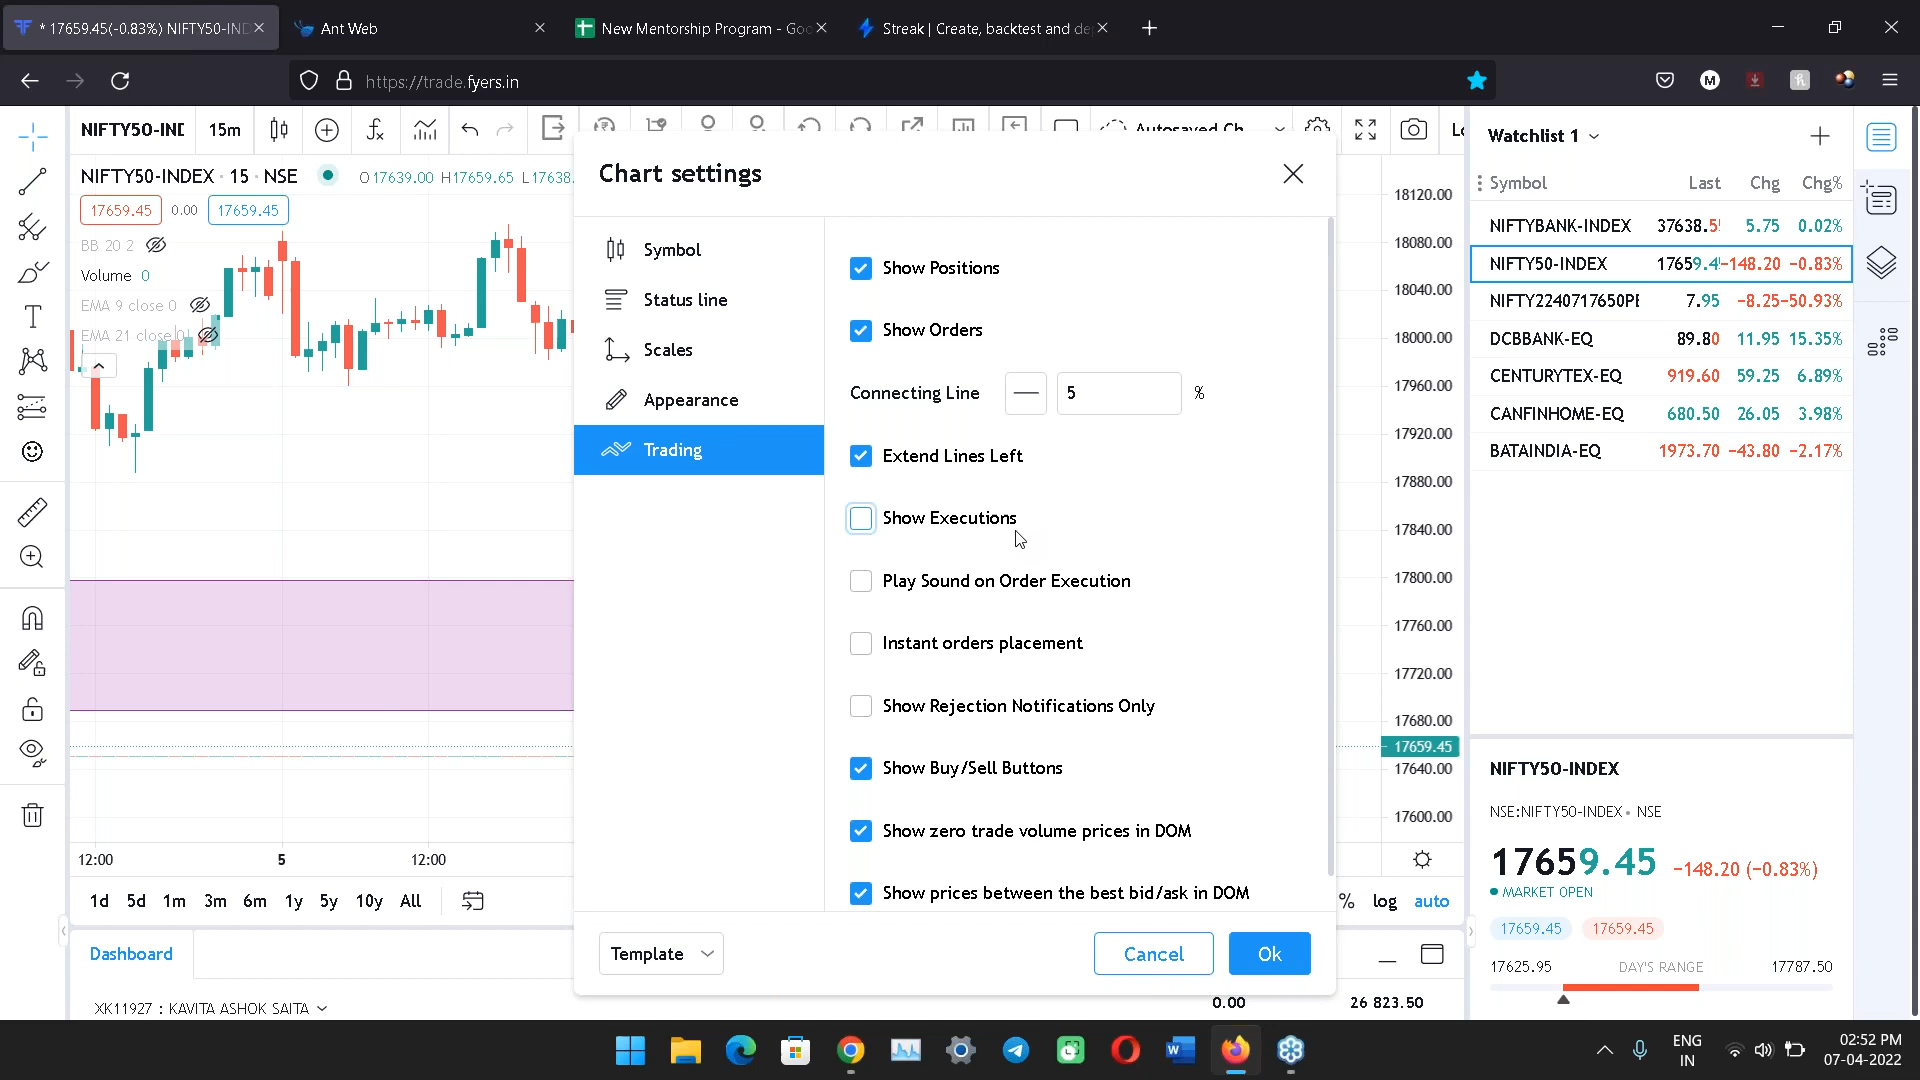 * 17659.45(-0.83%) NIFTY50-IND
Ant Web
New Mentorship Program - Goo
Streak | Create, backtest and de
https://trade.fyers.in
NIFTY50-INDE
15m
Autosaved Ch
Watchlist 1
Chart settings
NIFTY50-INDEX · 15 · NSE
O17639.00 H17659.65 L17638.
17659.45 0.00 17659.45
BB 20 2
Volume 0
EMA 9 close 0
EMA 21 close 0
Symbol
Status line
Scales
Appearance
Trading
Show Positions
Show Orders
Connecting Line 5 %
Extend Lines Left
Show Executions
Play Sound on Order Execution
Instant orders placement
Show Rejection Notifications Only
Show Buy/Sell Buttons
Show zero trade volume prices in DOM
Show prices between the best bid/ask in DOM
Template
Cancel
Ok
18120.00
18080.00
18040.00
18000.00
17960.00
17920.00
17880.00
17840.00
17800.00
17760.00
17720.00
17680.00
17659.45
17640.00
17600.00
12:00 5 12:00
1d 5d 1m 3m 6m 1y 5y 10y All
% log auto
Dashboard
XK11927 : KAVITA ASHOK SAITA
0.00 26 823.50
Symbol Last Chg Chg%
NIFTYBANK-INDEX 37638.5 5.75 0.02%
NIFTY50-INDEX 17659.4 -148.20 -0.83%
NIFTY2240717650PE 7.95 -8.25 -50.93%
DCBBANK-EQ 89.80 11.95 15.35%
CENTURYTEX-EQ 919.60 59.25 6.89%
CANFINHOME-EQ 680.50 26.05 3.98%
BATAINDIA-EQ 1973.70 -43.80 -2.17%
NIFTY50-INDEX
NSE:NIFTY50-INDEX • NSE
17659.45 -148.20 (-0.83%)
MARKET OPEN
17659.45 17659.45
17625.95 DAY'S RANGE 17787.50
ENG
IN
02:52 PM
07-04-2022